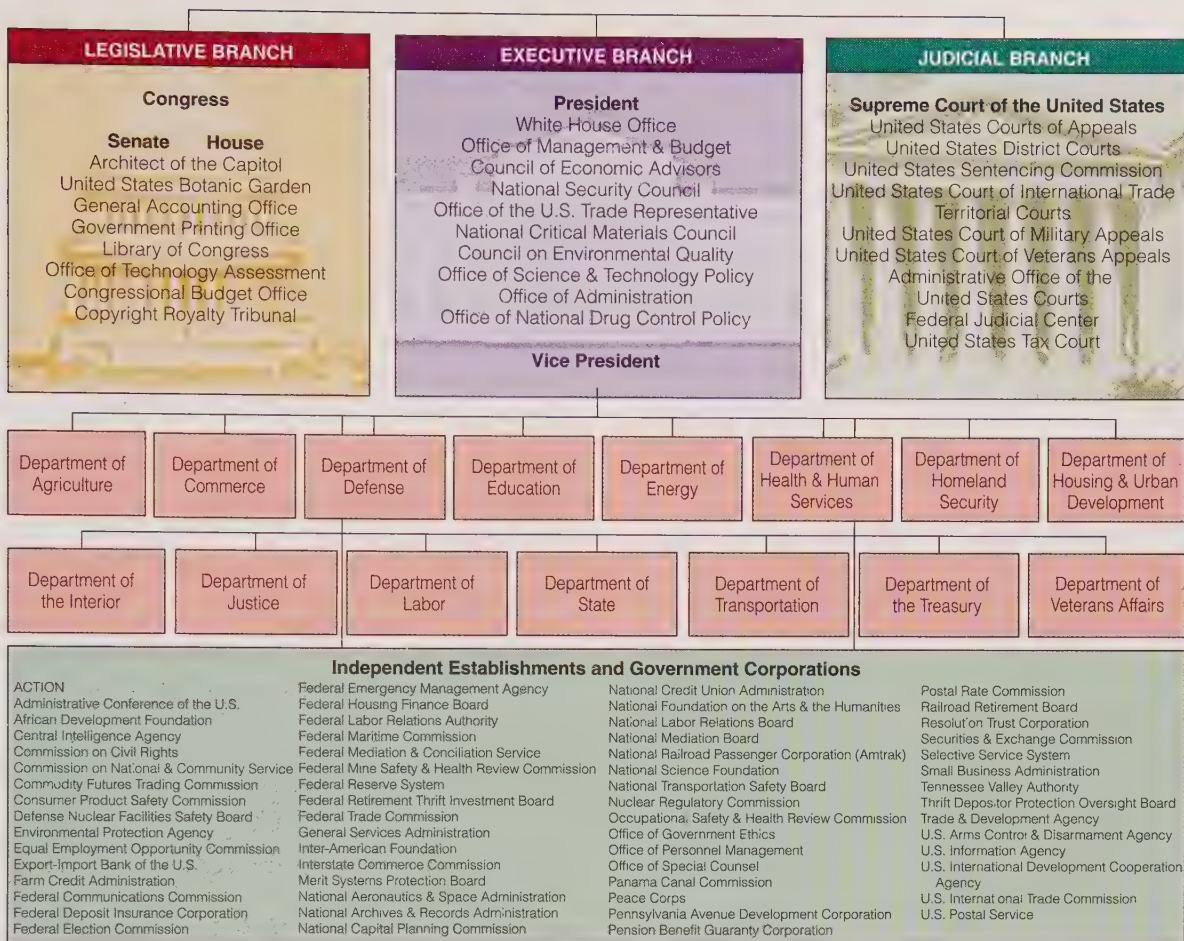 LEGISLATIVE BRANCH
Congress
Senate House
Architect of the Capitol
United States Botanic Garden
General Accounting Office
Government Printing Office
Library of Congress
Office of Technology Assessment
Congressional Budget Office
Copyright Royalty Tribunal
EXECUTIVE BRANCH
President
White House Office
Office of Management & Budget
Council of Economic Advisors
National Security Council
Office of the U.S. Trade Representative
National Critical Materials Council
Council on Environmental Quality
Office of Science & Technology Policy
Office of Administration
Office of National Drug Control Policy
Vice President
JUDICIAL BRANCH
Supreme Court of the United States
United States Courts of Appeals
United States District Courts
United States Sentencing Commission
United States Court of International Trade
Territorial Courts
United States Court of Military Appeals
United States Court of Veterans Appeals
Administrative Office of the
United States Courts
Federal Judicial Center
United States Tax Court
Department of
Agriculture
Department of
Commerce
Department of
Defense
Department of
Education
Department of
Energy
Department of
Health & Human
Services
Department of
Homeland
Security
Department of
Housing & Urban
Development
Department of
the Interior
Department of
Justice
Department of
Labor
Department of
State
Department of
Transportation
Department of
the Treasury
Department of
Veterans Affairs
Independent Establishments and Government Corporations
ACTION
Administrative Conference of the U.S.
African Development Foundation
Central Intelligence Agency
Commission on Civil Rights
Commission on National & Community Service
Commodity Futures Trading Commission
Consumer Product Safety Commission
Defense Nuclear Facilities Safety Board
Environmental Protection Agency
Equal Employment Opportunity Commission
Export-Import Bank of the U.S.
Farm Credit Administration
Federal Communications Commission
Federal Deposit Insurance Corporation
Federal Election Commission
Federal Emergency Management Agency
Federal Housing Finance Board
Federal Labor Relations Authority
Federal Maritime Commission
Federal Mediation & Conciliation Service
Federal Mine Safety & Health Review Commission
Federal Reserve System
Federal Retirement Thrift Investment Board
Federal Trade Commission
General Services Administration
Inter-American Foundation
Interstate Commerce Commission
Merit Systems Protection Board
National Aeronautics & Space Administration
National Archives & Records Administration
National Capital Planning Commission
National Credit Union Administration
National Foundation on the Arts & the Humanities
National Labor Relations Board
National Mediation Board
National Railroad Passenger Corporation (Amtrak)
National Science Foundation
National Transportation Safety Board
Nuclear Regulatory Commission
Occupational Safety & Health Review Commission
Office of Government Ethics
Office of Personnel Management
Office of Special Counsel
Panama Canal Commission
Peace Corps
Pennsylvania Avenue Development Corporation
Pension Benefit Guaranty Corporation
Postal Rate Commission
Railroad Retirement Board
Resolution Trust Corporation
Securities & Exchange Commission
Selective Service System
Small Business Administration
Tennessee Valley Authority
Thrift Depositor Protection Oversight Board
Trade & Development Agency
U.S. Arms Control & Disarmament Agency
U.S. Information Agency
U.S. International Development Cooperation
Agency
U.S. International Trade Commission
U.S. Postal Service